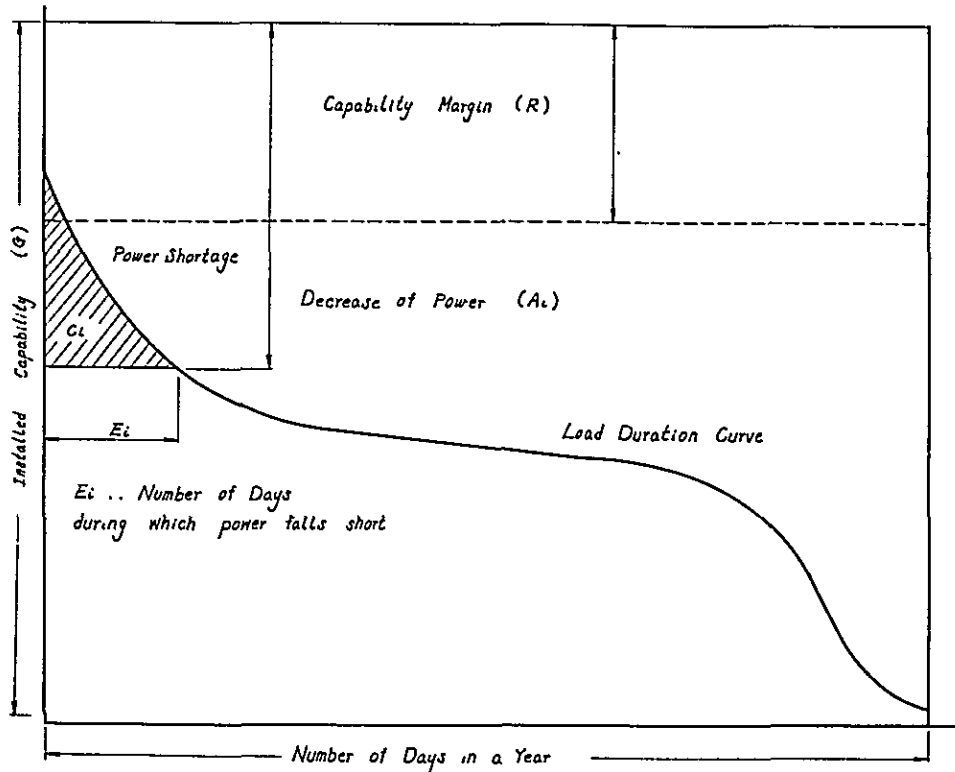 Capability Margin (R)
Power Shortage
Decrease of Power (Ai)
Ci
Ei
Load Duration Curve
Ei .. Number of Days
during which power falls short
Installed Capability (G)
Number of Days in a Year